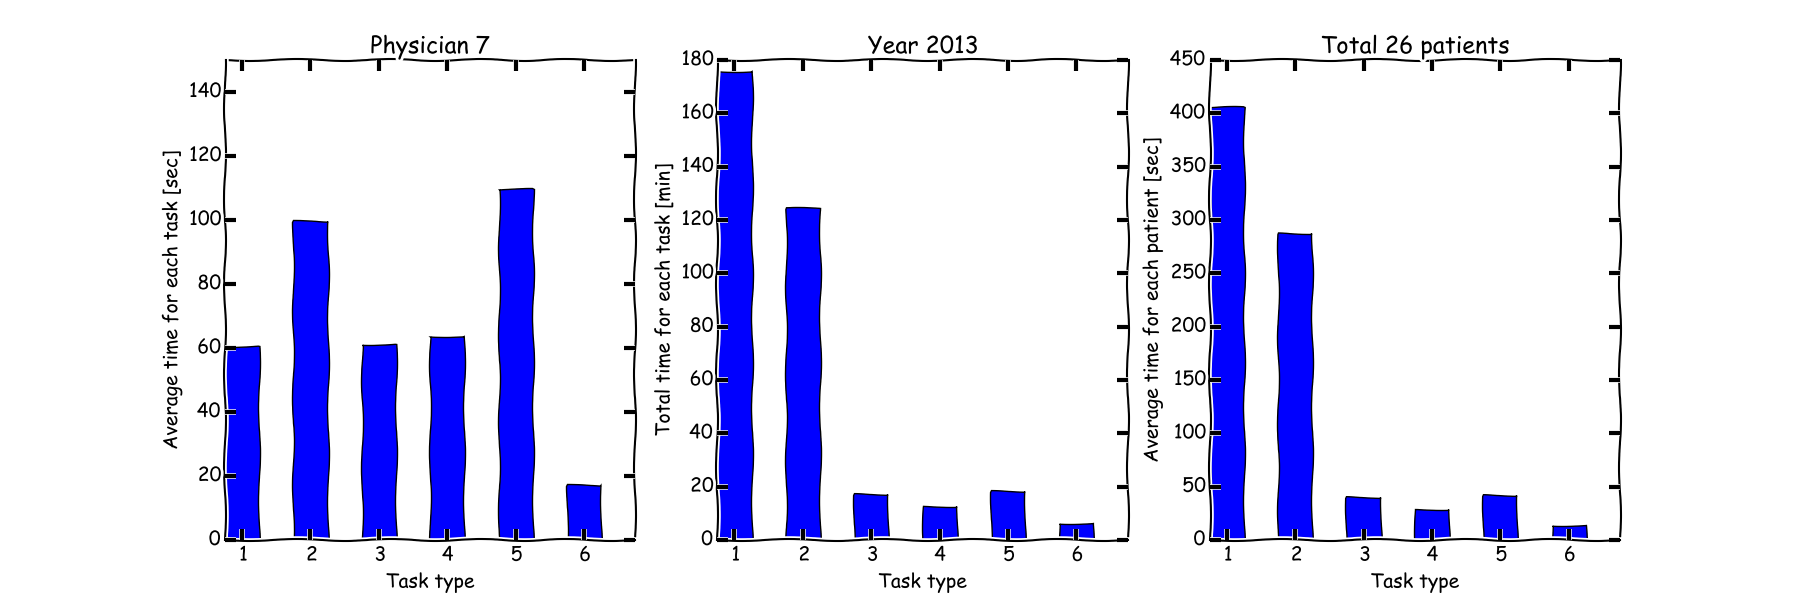 Physician 7
Average time for each task [sec]
140
120
100
80
60
40
20
0
1 2 3 4 5 6
Task type
Year 2013
Total time for each task [min]
180
160
140
120
100
80
60
40
20
0
1 2 3 4 5 6
Task type
Total 26 patients
Average time for each patient [sec]
450
400
350
300
250
200
150
100
50
0
1 2 3 4 5 6
Task type